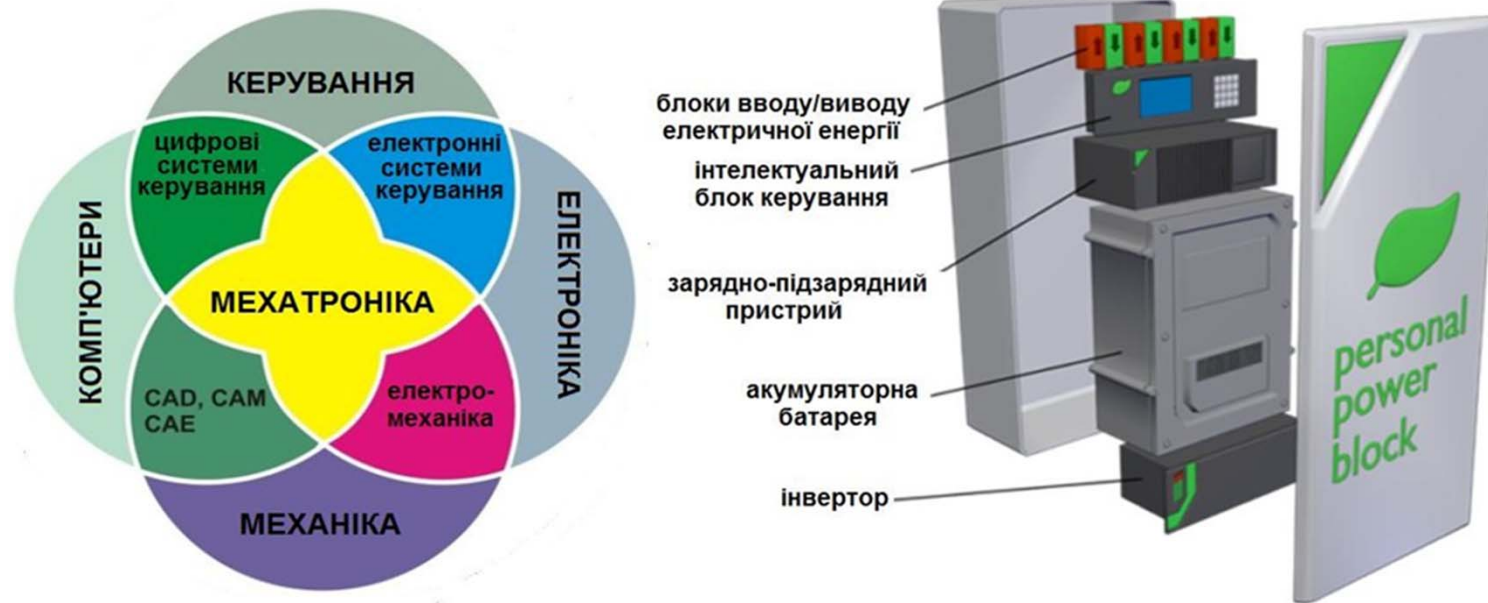 КЕРУВАННЯ
цифрові
системи
керування
електронні
системи
керування
КОМП'ЮТЕРИ
ЕЛЕКТРОНІКА
МЕХАТРОНІКА
CAD, CAM
CAE
електро-
механіка
МЕХАНІКА
блоки вводу/виводу
електричної енергії
інтелектуальний
блок керування
зарядно-підзарядний
пристрий
акумуляторна
батарея
інвертор
personal
power
block